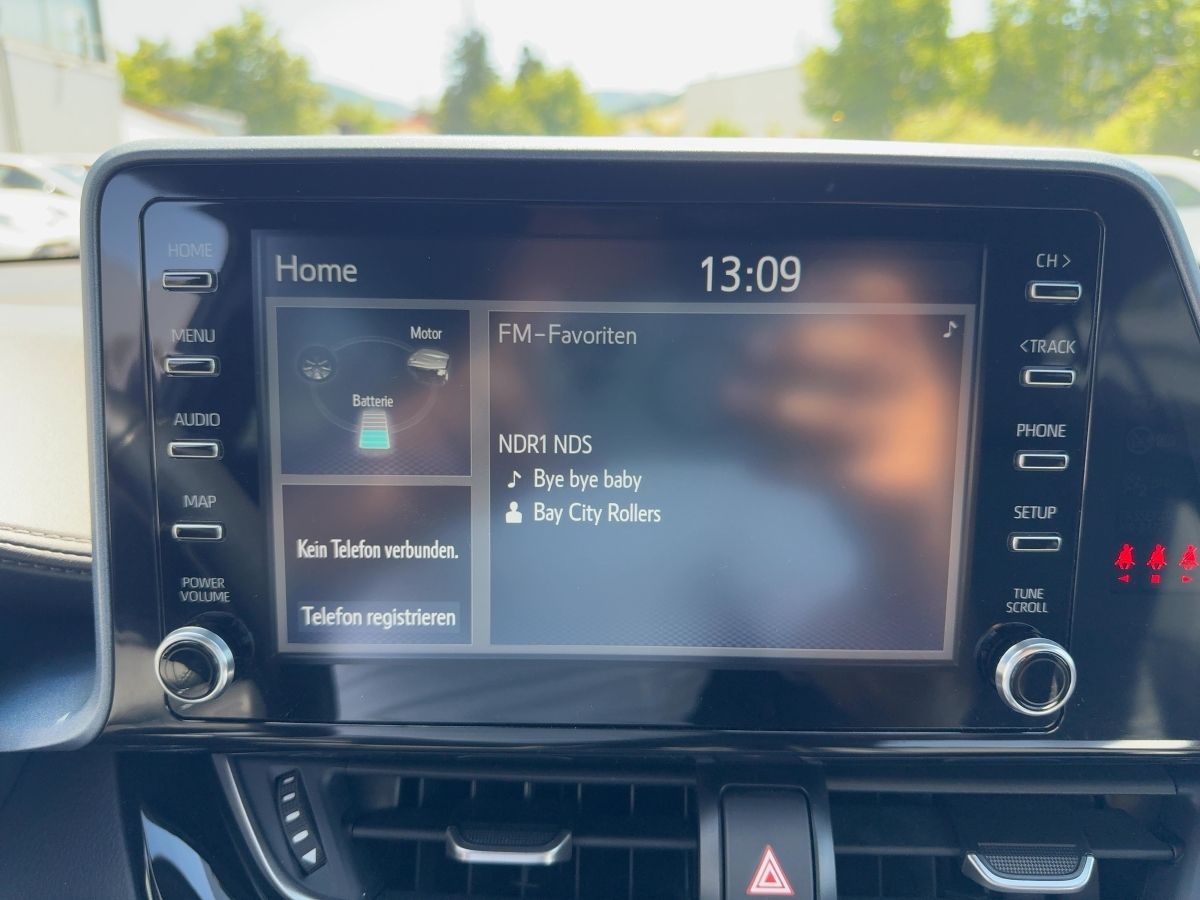 HOME
MENU
AUDIO
MAP
POWER
VOLUME
Home
13:09
Motor
Batterie
Kein Telefon verbunden.
Telefon registrieren
FM-Favoriten
NDR1 NDS
Bye bye baby
Bay City Rollers
CH >
< TRACK
PHONE
SETUP
TUNE
SCROLL